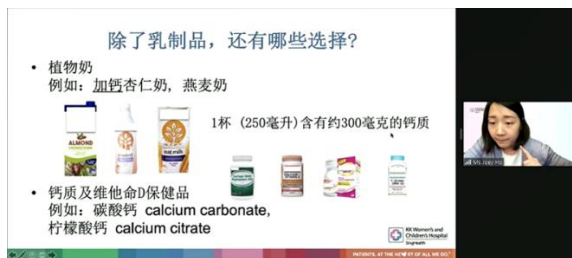 除了乳制品，还有哪些选择?
• 植物奶
例如：加钙杏仁奶，燕麦奶
ALMOND
oat milk
1杯 (250毫升)含有约300毫克的钙质
• 钙质及维他命D保健品
例如：碳酸钙 calcium carbonate,
柠檬酸钙 calcium citrate
KK Women's and
Children's Hospital
SingHealth
PATIENTS. AT THE HEART OF ALL WE DO.